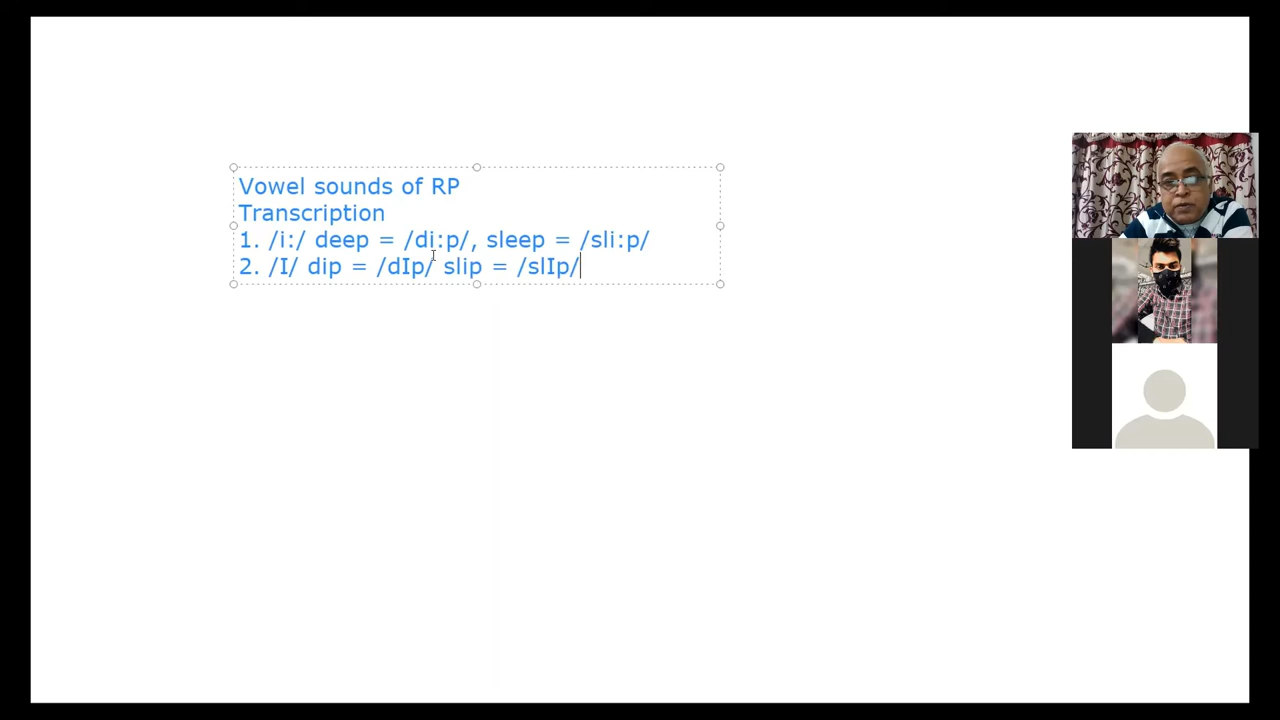 Vowel sounds of RP
Transcription
1. /i:/ deep = /di:p/, sleep = /sli:p/
2. /I/ dip = /dIp/ slip = /slIp/